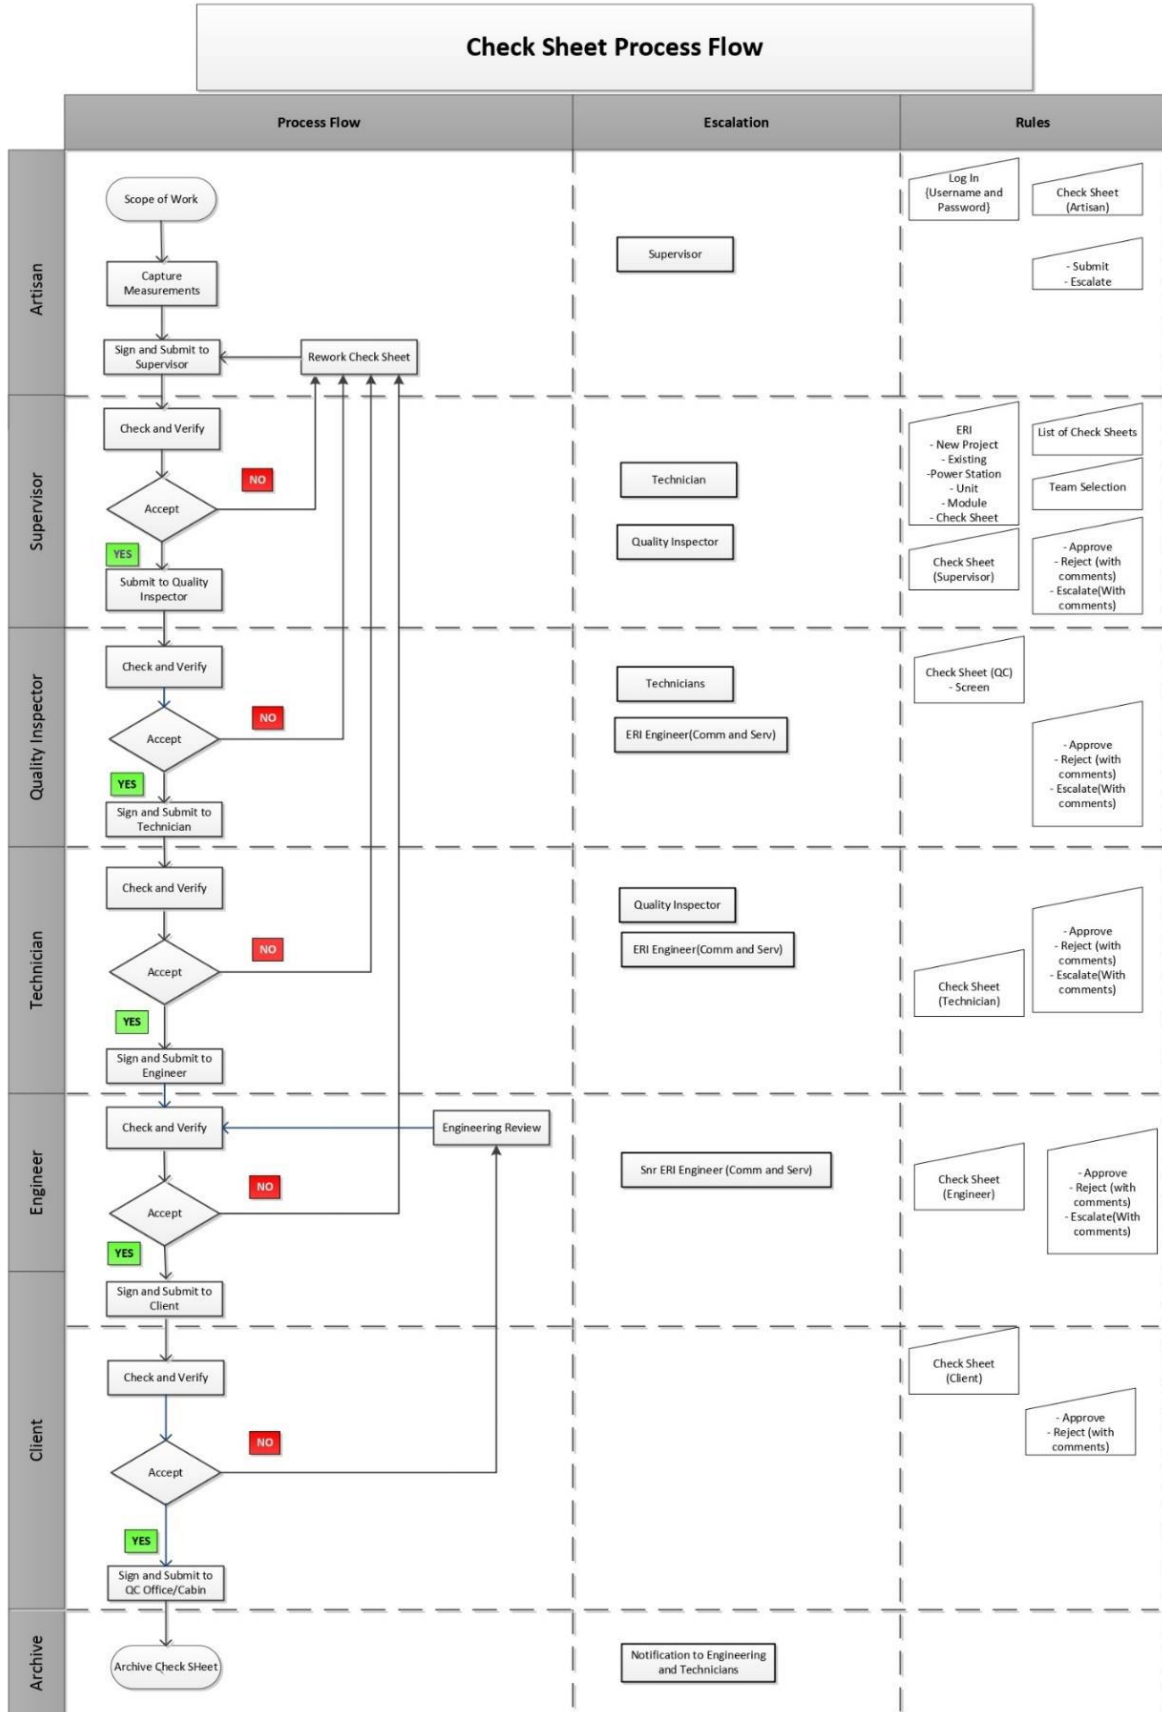 Check Sheet Process Flow
Process Flow
Escalation
Rules
Artisan
Scope of Work
Capture
Measurements
Sign and Submit to
Supervisor
Rework Check Sheet
Supervisor
Log In
{Username and
Password}
Check Sheet
(Artisan)
- Submit
- Escalate
Supervisor
Check and Verify
Accept
NO
YES
Submit to Quality
Inspector
Technician
Quality Inspector
ERI
- New Project
- Existing
-Power Station
- Unit
- Module
- Check Sheet
List of Check Sheets
Team Selection
Check Sheet
(Supervisor)
- Approve
- Reject (with
comments)
- Escalate(With
comments)
Quality Inspector
Check and Verify
Accept
NO
YES
Sign and Submit to
Technician
Technicians
ERI Engineer(Comm and Serv)
Check Sheet (QC)
- Screen
- Approve
- Reject (with
comments)
- Escalate(With
comments)
Technician
Check and Verify
Accept
NO
YES
Sign and Submit to
Engineer
Quality Inspector
ERI Engineer(Comm and Serv)
Check Sheet
(Technician)
- Approve
- Reject (with
comments)
- Escalate(With
comments)
Engineer
Check and Verify
Engineering Review
Accept
NO
YES
Sign and Submit to
Client
Snr ERI Engineer (Comm and Serv)
Check Sheet
(Engineer)
- Approve
- Reject (with
comments)
- Escalate(With
comments)
Client
Check and Verify
Accept
NO
YES
Sign and Submit to
QC Office/Cabin
Check Sheet
(Client)
- Approve
- Reject (with
comments)
Archive
Archive Check SHeet
Notification to Engineering
and Technicians